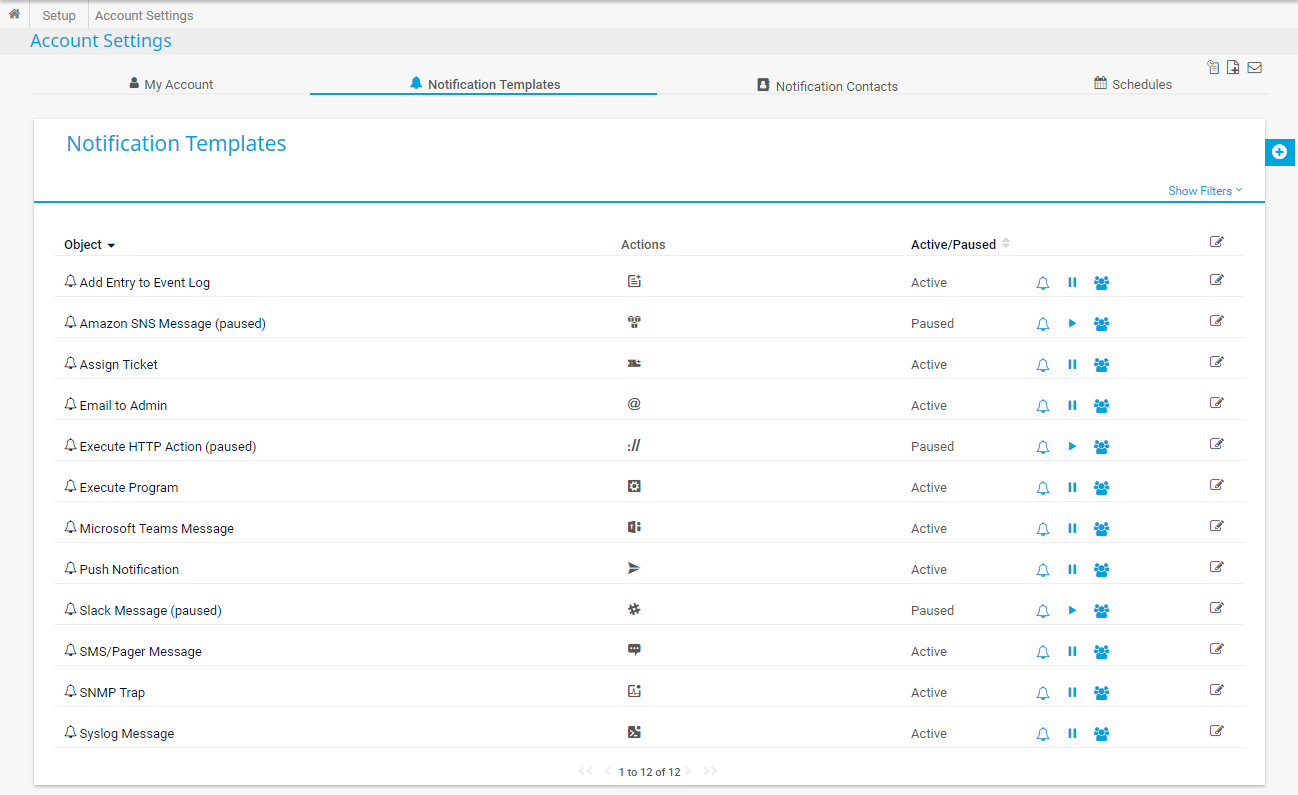 Setup Account Settings
Account Settings
My Account Notification Templates Notification Contacts Schedules
Notification Templates
Show Filters
Object Actions Active/Paused
Add Entry to Event Log Active
Amazon SNS Message (paused) Paused
Assign Ticket Active
Email to Admin @ Active
Execute HTTP Action (paused) :// Paused
Execute Program Active
Microsoft Teams Message Active
Push Notification Active
Slack Message (paused) Paused
SMS/Pager Message Active
SNMP Trap Active
Syslog Message Active
<< < 1 to 12 of 12 > >>